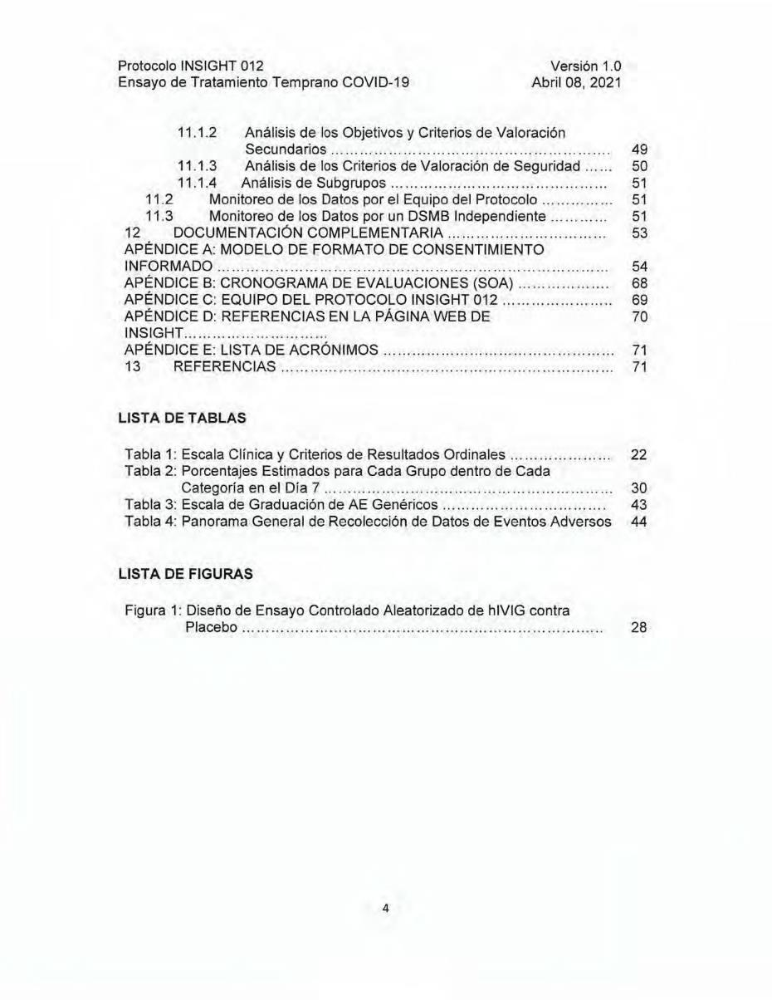 Protocolo INSIGHT 012 Versión 1.0
Ensayo de Tratamiento Temprano COVID-19 Abril 08, 2021
11.1.2 Análisis de los Objetivos y Criterios de Valoración
Secundarios ........................................................... 49
11.1.3 Análisis de los Criterios de Valoración de Seguridad ...... 50
11.1.4 Análisis de Subgrupos .............................................. 51
11.2 Monitoreo de los Datos por el Equipo del Protocolo ............... 51
11.3 Monitoreo de los Datos por un DSMB Independiente ............ 51
12 DOCUMENTACIÓN COMPLEMENTARIA ................................. 53
APÉNDICE A: MODELO DE FORMATO DE CONSENTIMIENTO
INFORMADO .................................................................................. 54
APÉNDICE B: CRONOGRAMA DE EVALUACIONES (SOA) ................... 68
APÉNDICE C: EQUIPO DEL PROTOCOLO INSIGHT 012 ....................... 69
APÉNDICE D: REFERENCIAS EN LA PÁGINA WEB DE 70
INSIGHT..............................
APÉNDICE E: LISTA DE ACRÓNIMOS ................................................ 71
13 REFERENCIAS ..................................................................... 71
LISTA DE TABLAS
Tabla 1: Escala Clínica y Criterios de Resultados Ordinales ..................... 22
Tabla 2: Porcentajes Estimados para Cada Grupo dentro de Cada
Categoría en el Día 7 ............................................................ 30
Tabla 3: Escala de Graduación de AE Genéricos .................................. 43
Tabla 4: Panorama General de Recolección de Datos de Eventos Adversos 44
LISTA DE FIGURAS
Figura 1: Diseño de Ensayo Controlado Aleatorizado de hIVIG contra
Placebo ........................................................................... 28
4